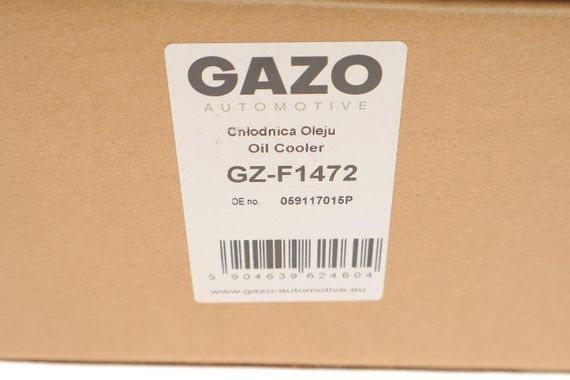 GAZO
AUTOMOTIVE
Chłodnica Oleju
Oil Cooler
GZ-F1472
OE no. 059117015P
5 904639 624604
www.gazo-automotive.eu